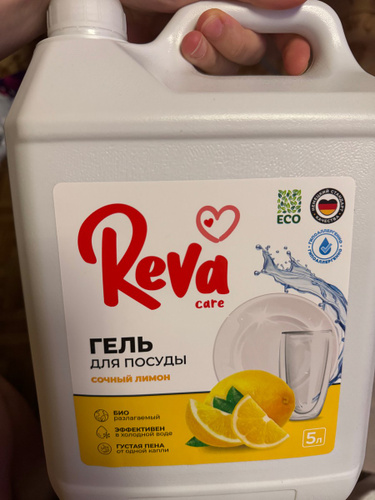 Reva
care
ECO
ГИПОАЛЛЕРГЕННО
ГЕЛЬ
ДЛЯ ПОСУДЫ
СОЧНЫЙ ЛИМОН
БИО
разлагаемый
ЭФФЕКТИВЕН
в холодной воде
ГУСТАЯ ПЕНА
от одной капли
5л